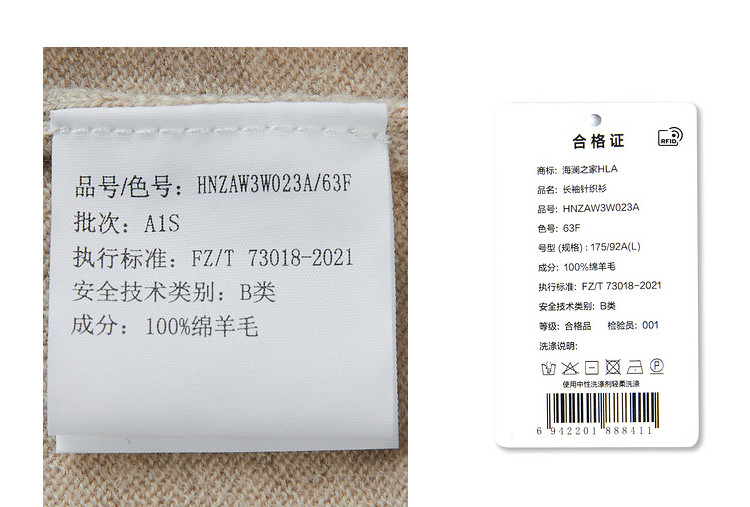 品号/色号：HNZAW3W023A/63F
批次：A1S
执行标准：FZ/T 73018-2021
安全技术类别：B类
成分：100%绵羊毛
合格证
RFID
商标：海澜之家HLA
品名：长袖针织衫
品号：HNZAW3W023A
色号：63F
号型 (规格)：175/92A(L)
成分：100%绵羊毛
执行标准：FZ/T 73018-2021
安全技术类别：B类
等级：合格品 检验员：001
洗涤说明：
使用中性洗涤剂轻柔洗涤
6 942201 888411